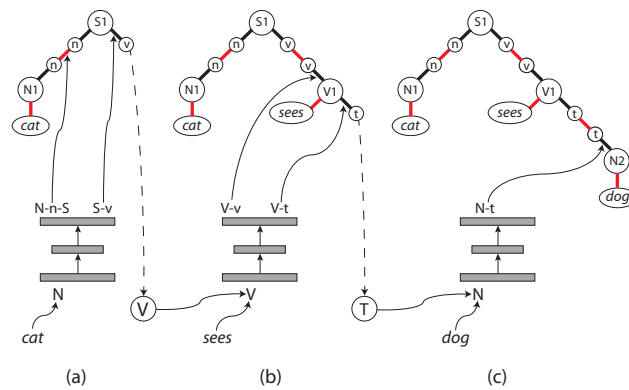 S1
n
n
v
N1
cat
N-n-S
S-v
N
cat
V
(a)
S1
n
n
v
v
N1
V1
cat
sees
t
V-v
V-t
V
sees
T
(b)
S1
n
n
v
v
N1
V1
cat
sees
t
t
N2
dog
N-t
N
dog
(c)